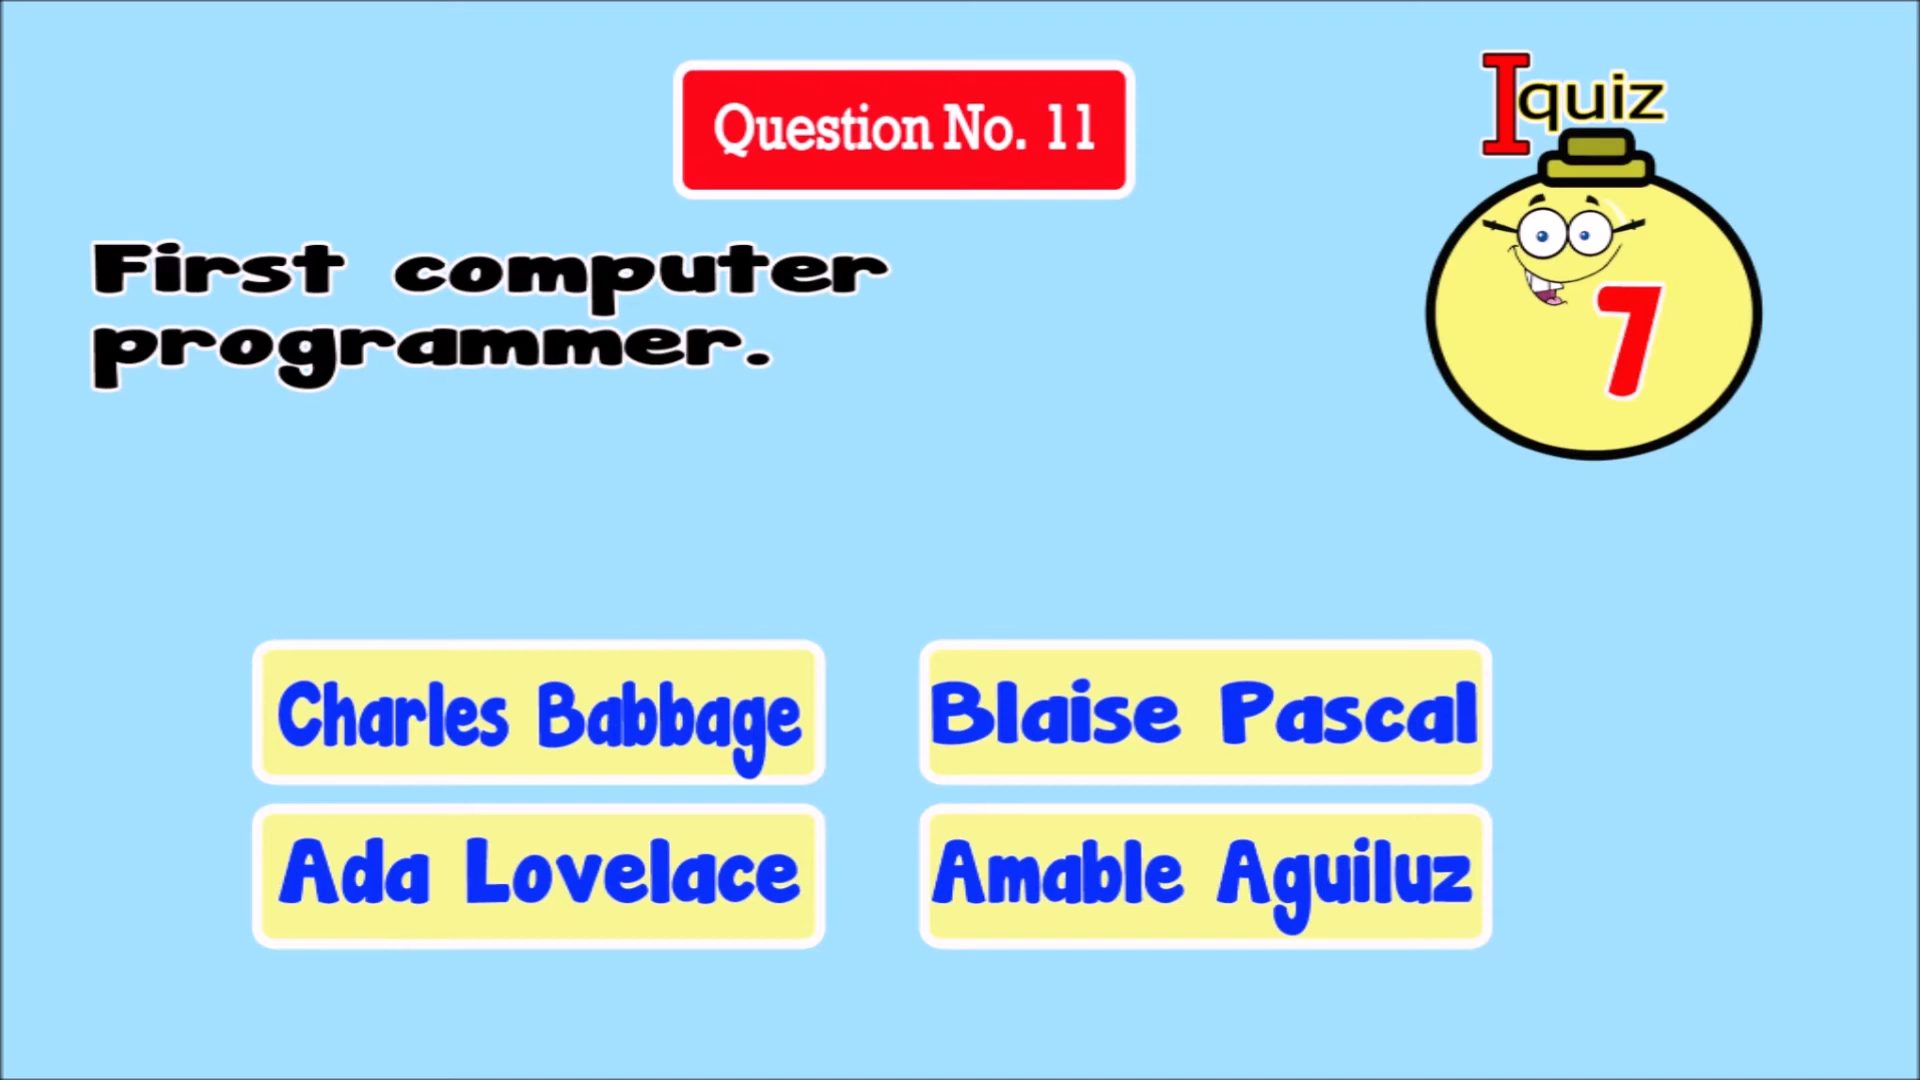 Question No. 11
Iquiz
First computer
programmer.
7
Charles Babbage
Blaise Pascal
Ada Lovelace
Amable Aguiluz